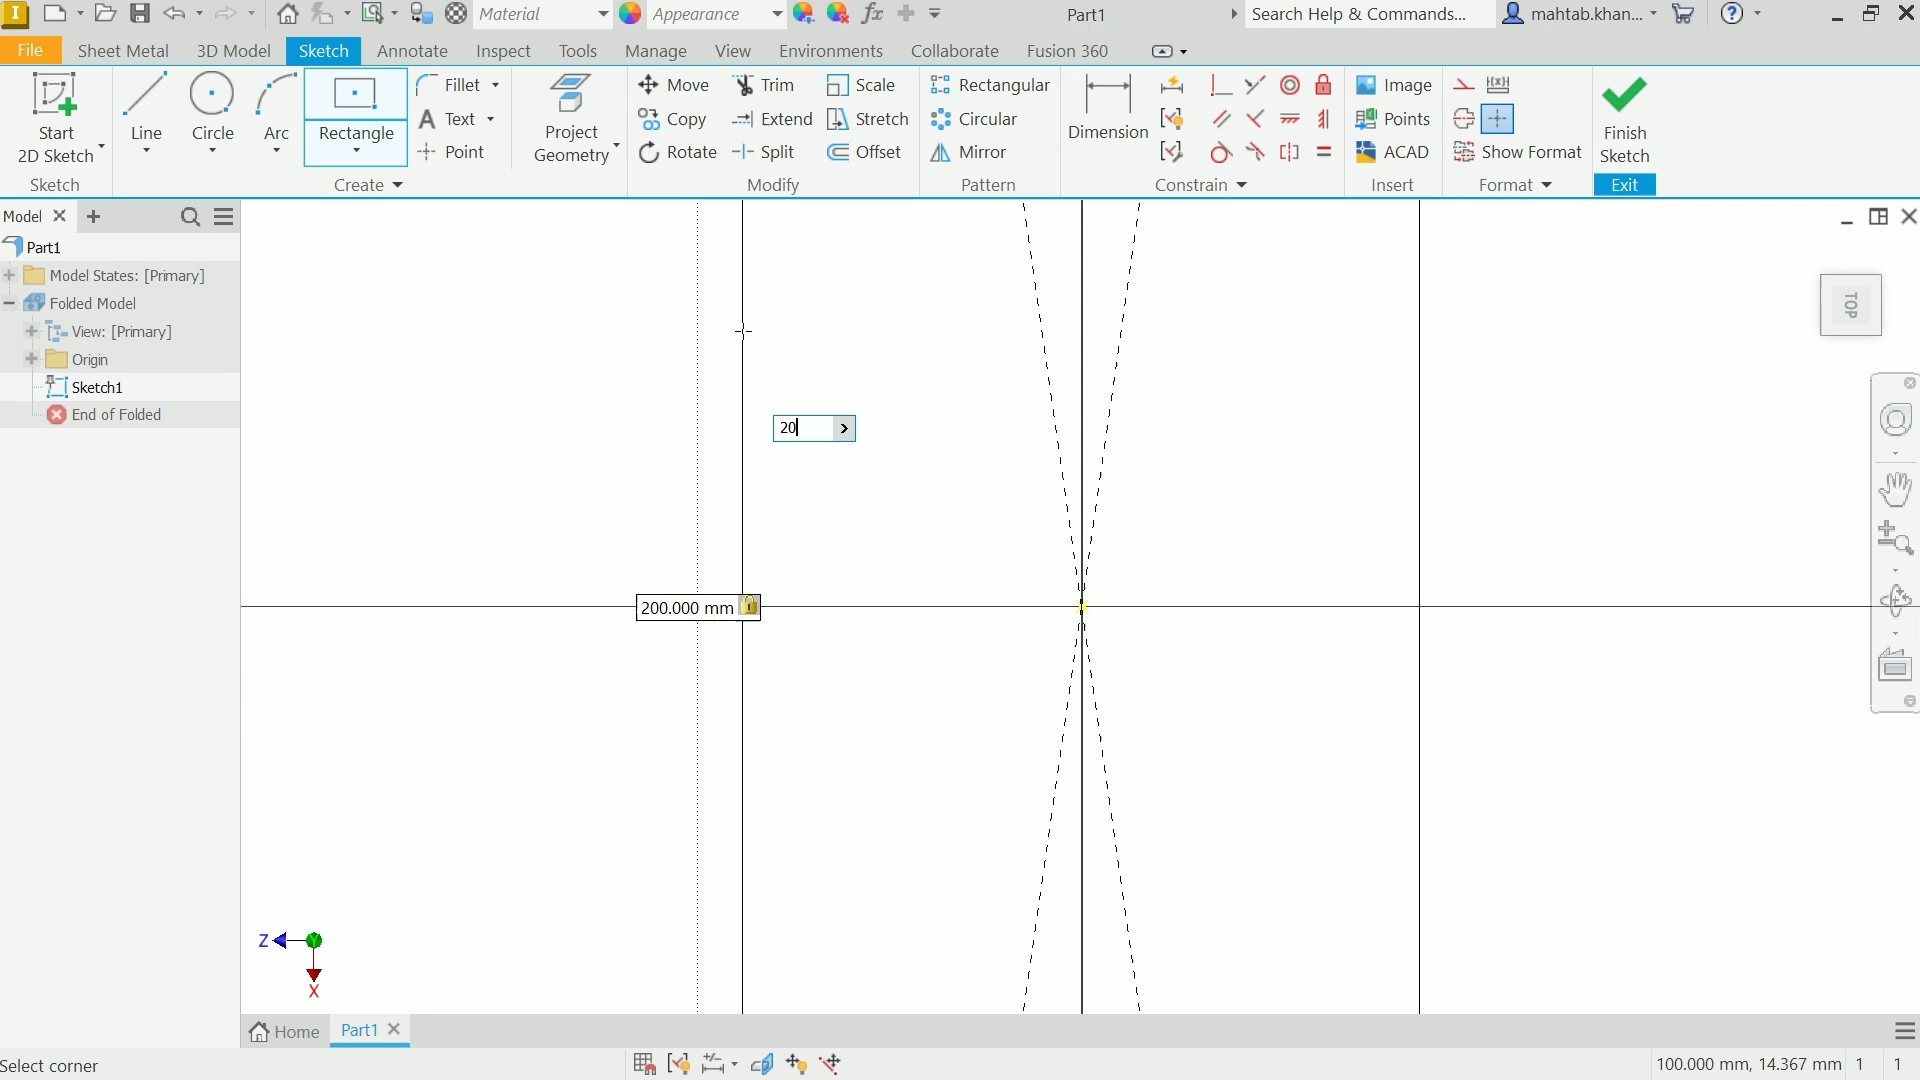 I Material Appearance fx Part1 Search Help & Commands... mahtab.khan... ?
File Sheet Metal 3D Model Sketch Annotate Inspect Tools Manage View Environments Collaborate Fusion 360
Start
2D Sketch
Line
Circle
Arc
Rectangle
Fillet
Text
Point
Project
Geometry
Move Trim Scale
Copy Extend Stretch
Rotate Split Offset
Rectangular
Circular
Mirror
Dimension
Image
Points
ACAD
Show Format
Finish
Sketch
Sketch Create Modify Pattern Constrain Insert Format Exit
Model
Part1
Model States: [Primary]
Folded Model
View: [Primary]
Origin
Sketch1
End of Folded
TOP
20
200.000 mm
Z
Y
X
Home Part1
Select corner 100.000 mm, 14.367 mm 1 1